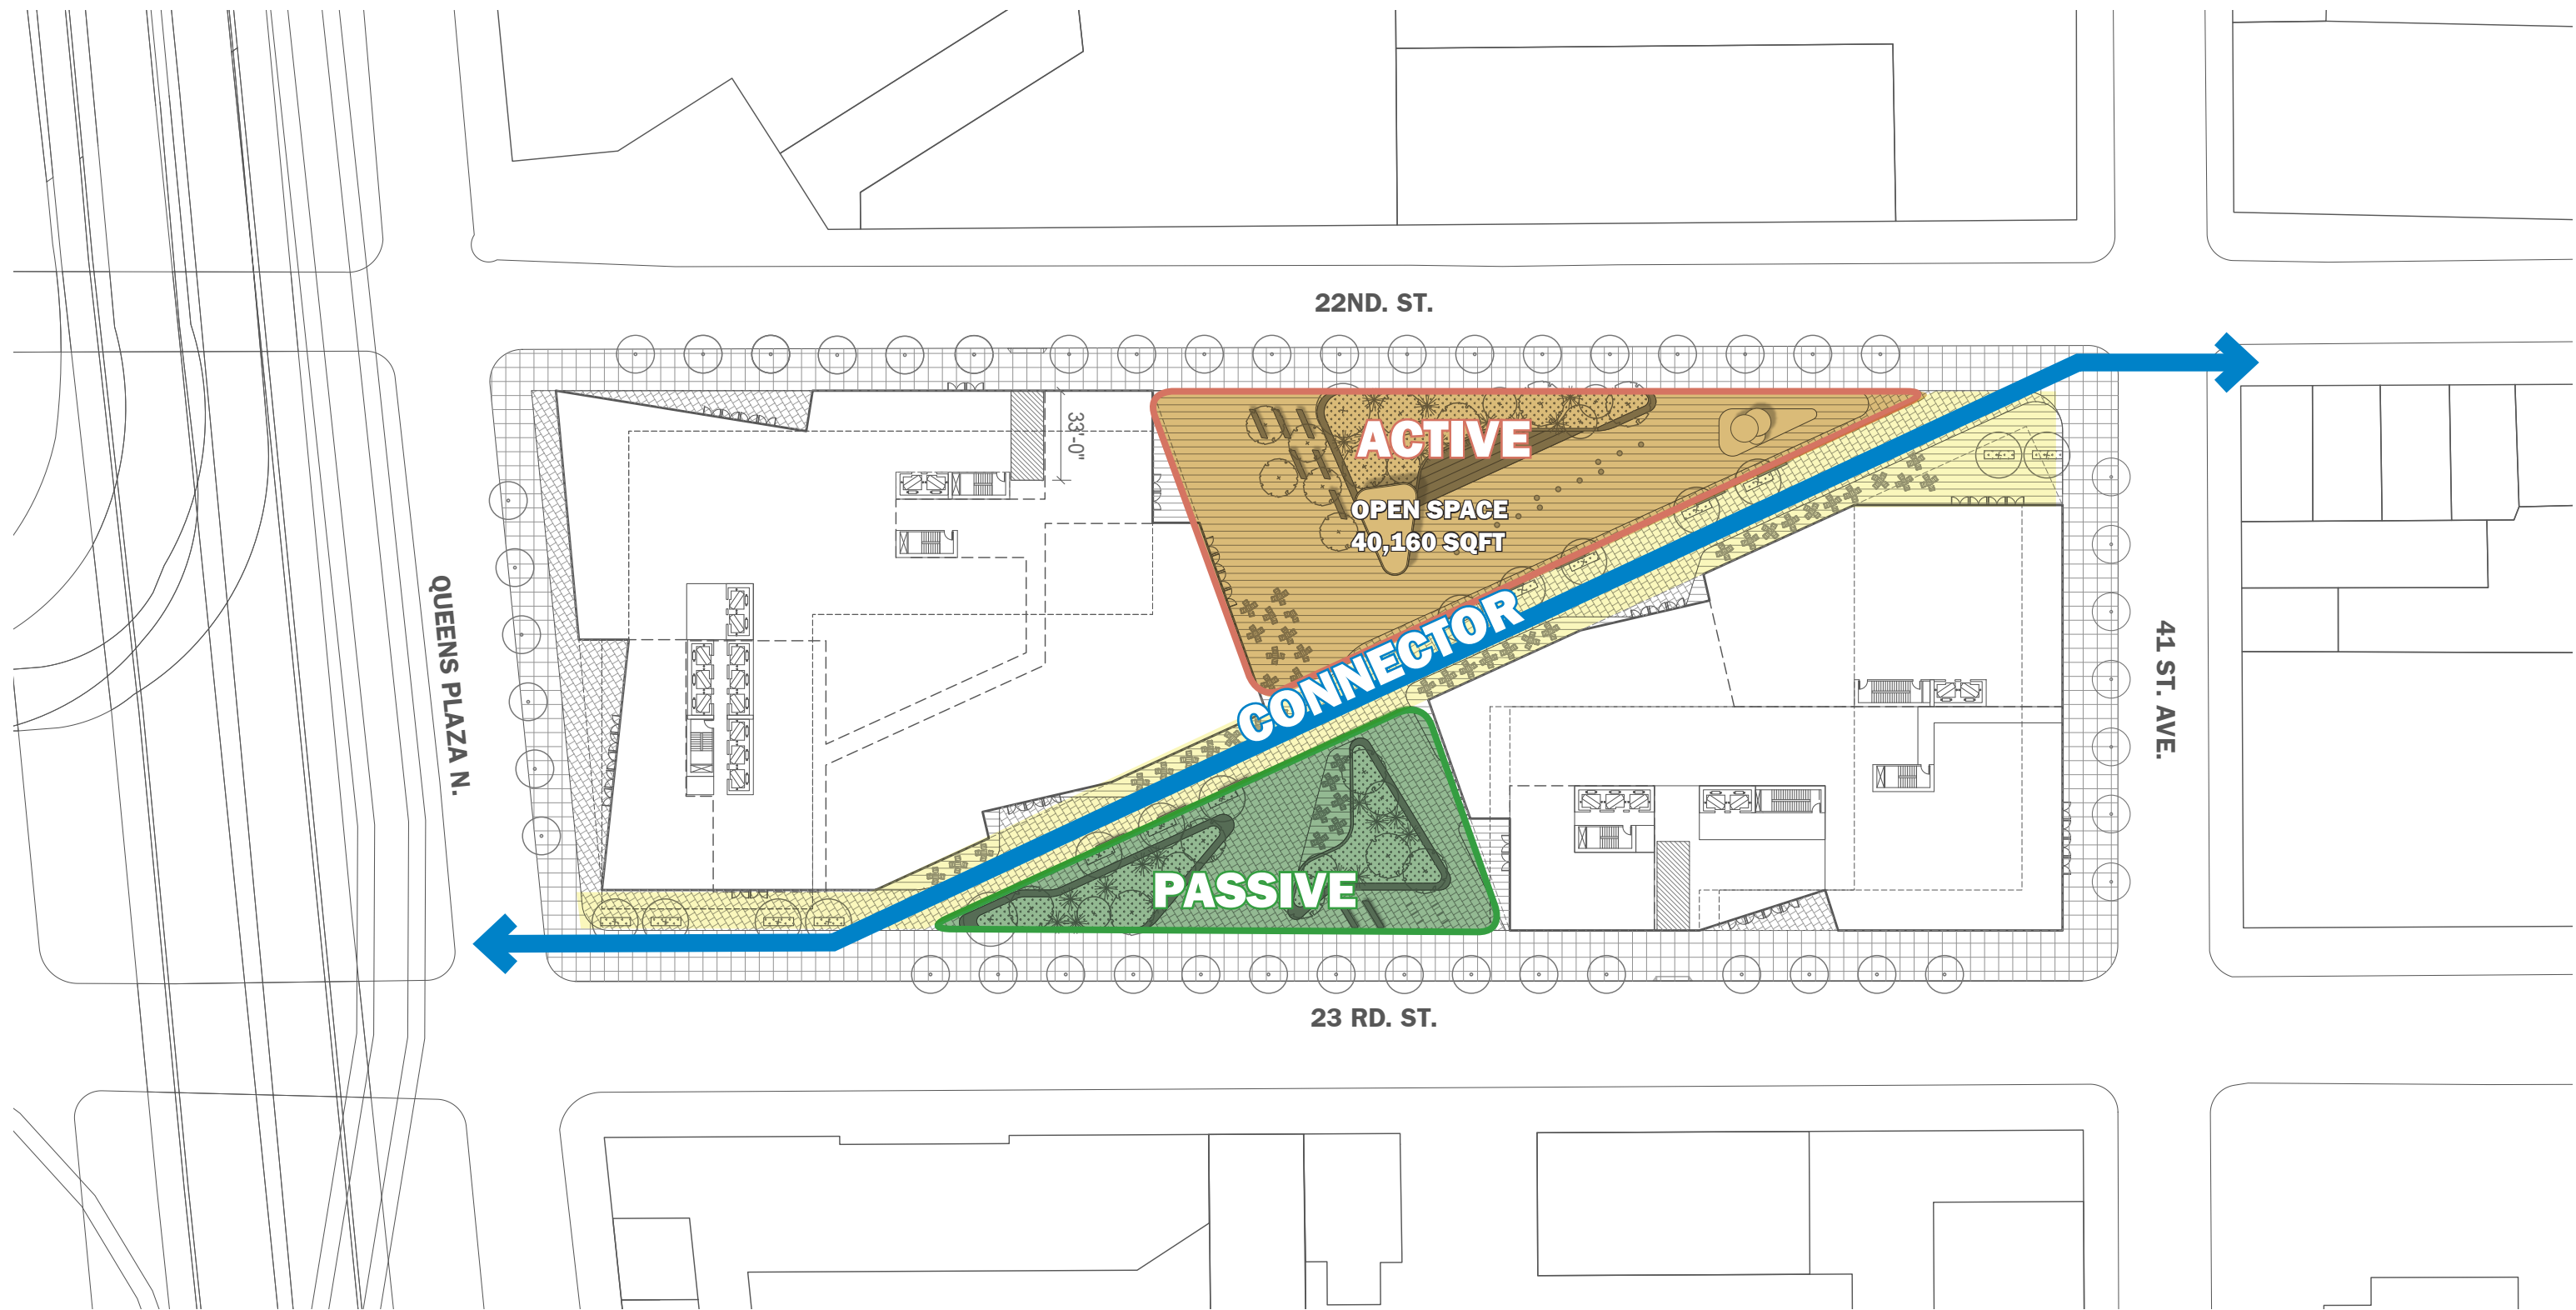 22ND. ST.
33'-0"
ACTIVE
OPEN SPACE
40,160 SQFT
QUEENS PLAZA N.
CONNECTOR
41 ST. AVE.
PASSIVE
23 RD. ST.